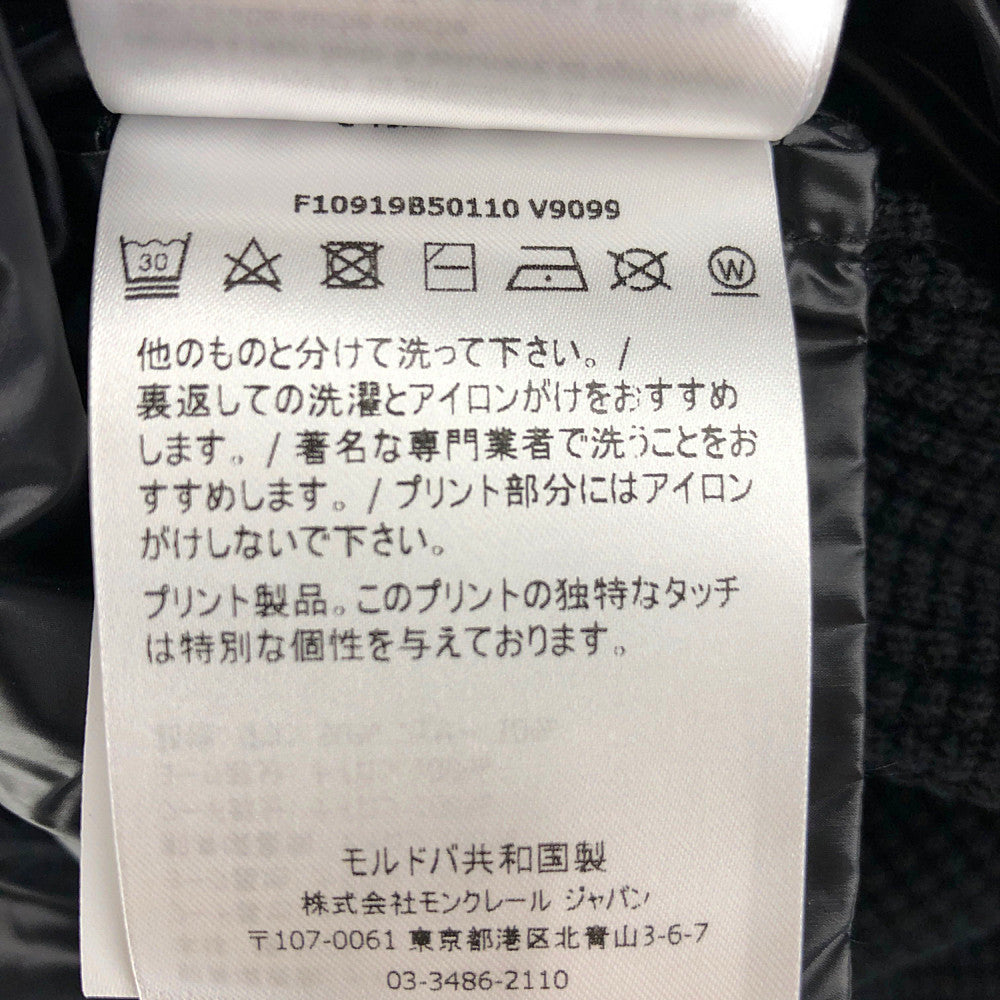 F10919B50110 V9099
30
W
他のものと分けて洗って下さい。/
裏返しての洗濯とアイロンがけをおすすめ
します。/ 著名な専門業者で洗うことをお
すすめします。/ プリント部分にはアイロン
がけしないで下さい。
プリント製品。このプリントの独特なタッチ
は特別な個性を与えております。
モルドバ共和国製
株式会社モンクレール ジャパン
〒107-0061 東京都港区北青山3-6-7
03-3486-2110